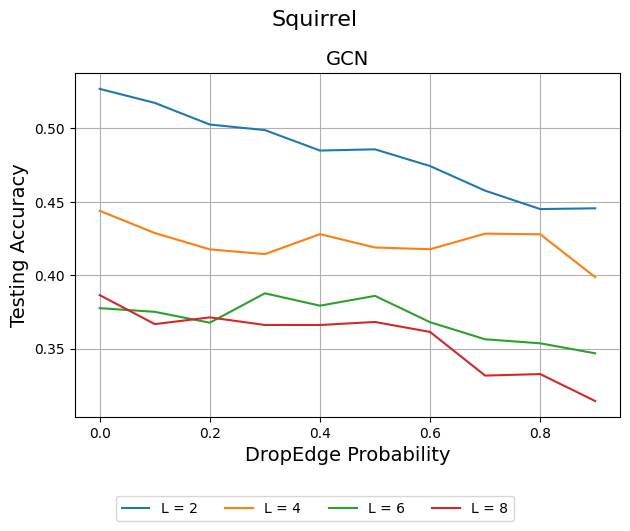 Squirrel
GCN
Testing Accuracy
0.50
0.45
0.40
0.35
0.0 0.2 0.4 0.6 0.8
DropEdge Probability
L = 2 L = 4 L = 6 L = 8